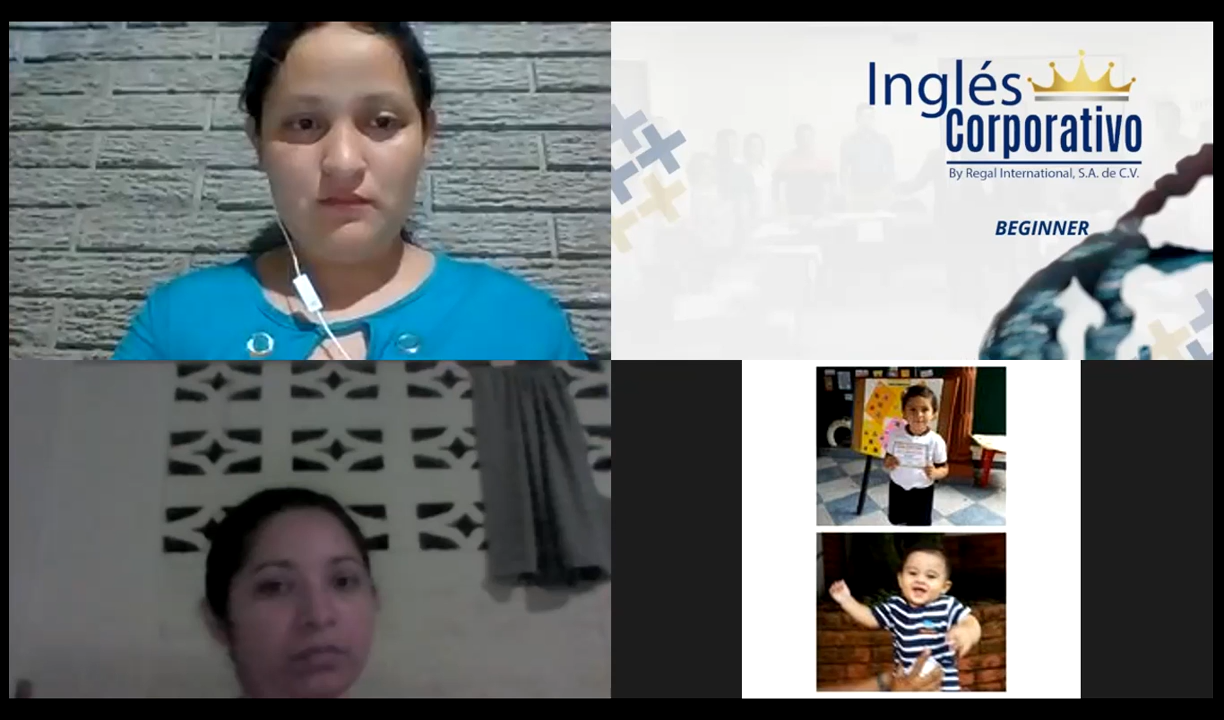 Inglés
Corporativo
By Regal International, S.A. de C.V.
BEGINNER